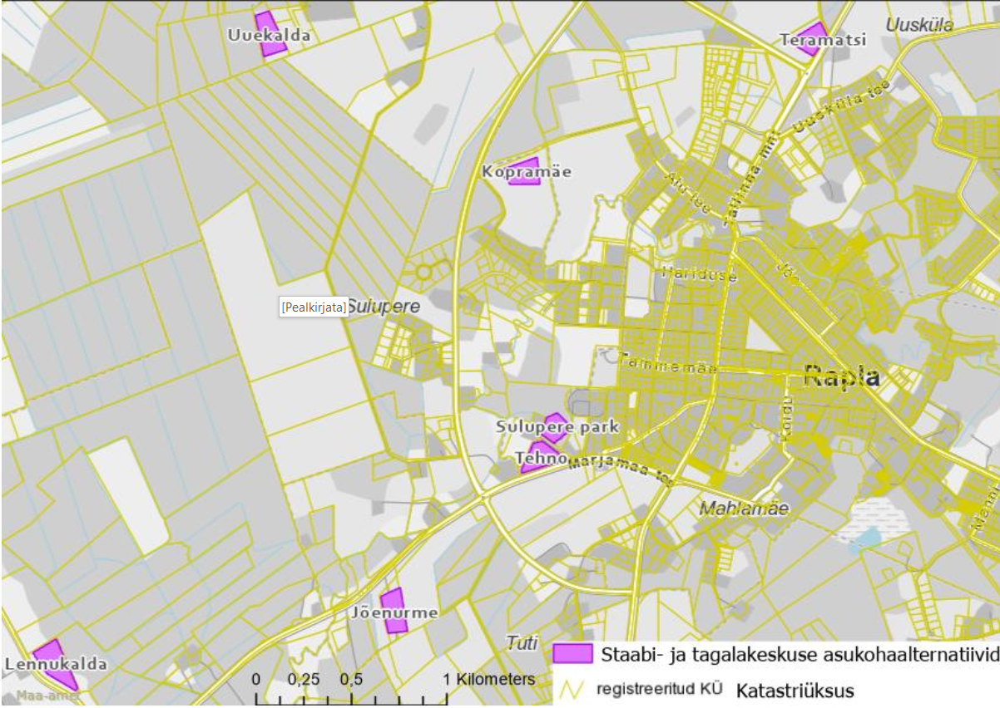 Uusküla
Uuekalda
Teramatsi
Uusküla tee
Tallinna mnt
Kopramäe
Alu tee
Hariduse
Jõe
[Pealkirjata]
Sulupere
Tammemäe
Rapla
Kordu
Sulupere park
Tehno
Märjamaa tee
Mahlamäe
Jõenurme
Tuti
Lennukalda
Maa-amet
0 0,25 0,5 1 Kilometers
Staabi- ja tagalakeskuse asukohaalternatiivid
registreeritud KÜ Katastriüksus